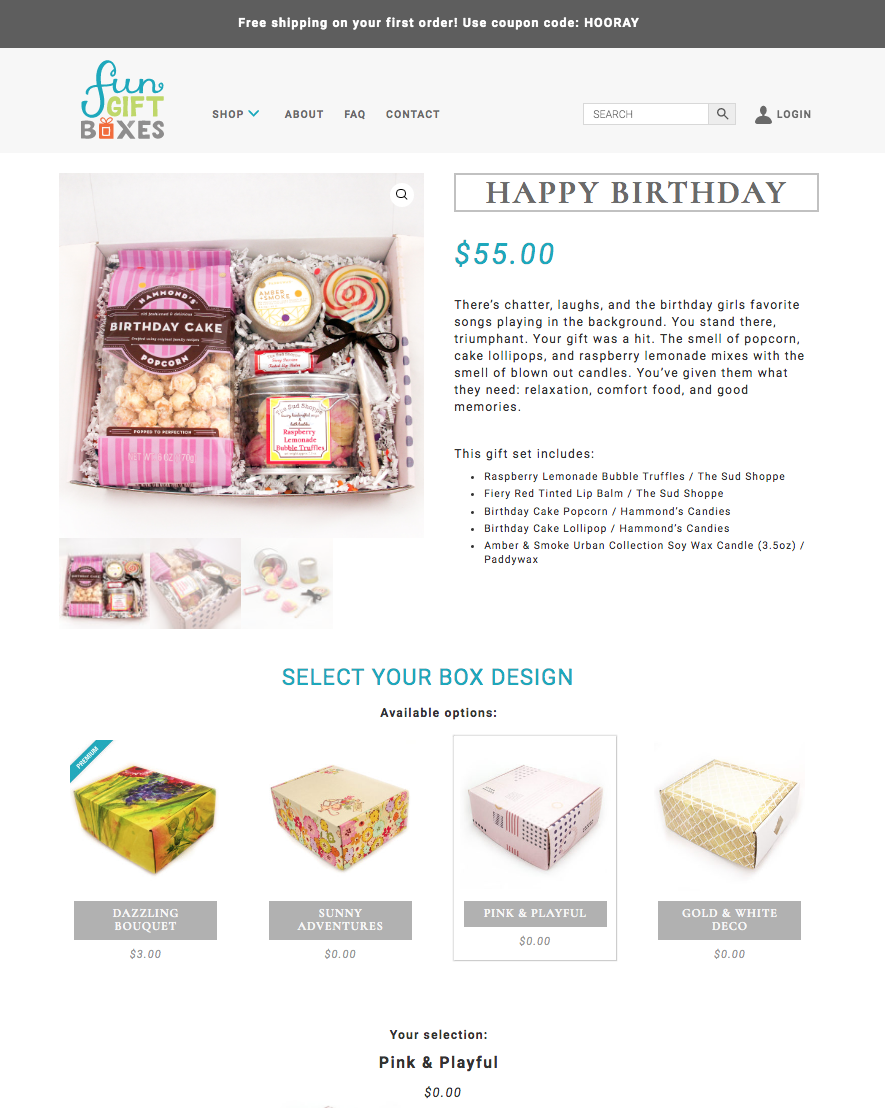 Free shipping on your first order! Use coupon code: HOORAY
fun
GIFT
BOXES
SHOP
ABOUT
FAQ
CONTACT
SEARCH
LOGIN
HAMMOND'S
BIRTHDAY CAKE
POPCORN
POPPED TO PERFECTION
AMBER
& SMOKE
The Sud Shoppe
Raspberry
Lemonade
Bubble Truffles
HAPPY BIRTHDAY
$55.00
There’s chatter, laughs, and the birthday girls favorite
songs playing in the background. You stand there,
triumphant. Your gift was a hit. The smell of popcorn,
cake lollipops, and raspberry lemonade mixes with the
smell of blown out candles. You’ve given them what
they need: relaxation, comfort food, and good
memories.
This gift set includes:
• Raspberry Lemonade Bubble Truffles / The Sud Shoppe
• Fiery Red Tinted Lip Balm / The Sud Shoppe
• Birthday Cake Popcorn / Hammond’s Candies
• Birthday Cake Lollipop / Hammond’s Candies
• Amber & Smoke Urban Collection Soy Wax Candle (3.5oz) /
Paddywax
SELECT YOUR BOX DESIGN
Available options:
PREMIUM
DAZZLING
BOUQUET
$3.00
SUNNY
ADVENTURES
$0.00
PINK & PLAYFUL
$0.00
GOLD & WHITE
DECO
$0.00
Your selection:
Pink & Playful
$0.00